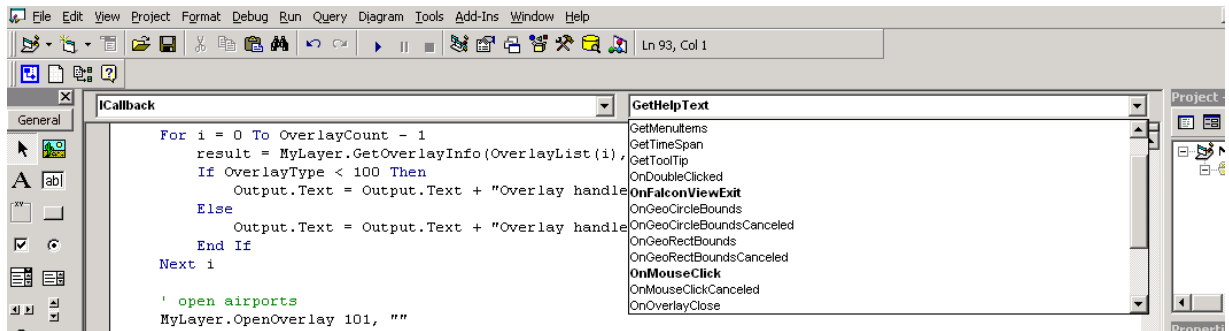 File Edit View Project Format Debug Run Query Diagram Tools Add-Ins Window Help
Ln 93, Col 1
ICallback GetHelpText
Project -
General
For i = 0 To OverlayCount - 1
result = MyLayer.GetOverlayInfo(OverlayList(i),
If OverlayType < 100 Then
Output.Text = Output.Text + "Overlay handle
Else
Output.Text = Output.Text + "Overlay handle
End If
Next i
' open airports
MyLayer.OpenOverlay 101, ""
GetMenuItems
GetTimeSpan
GetToolTip
OnDoubleClicked
OnFalconViewExit
OnGeoCircleBounds
OnGeoCircleBoundsCanceled
OnGeoRectBounds
OnGeoRectBoundsCanceled
OnMouseClick
OnMouseClickCanceled
OnOverlayClose
A ab|
xv
Properti